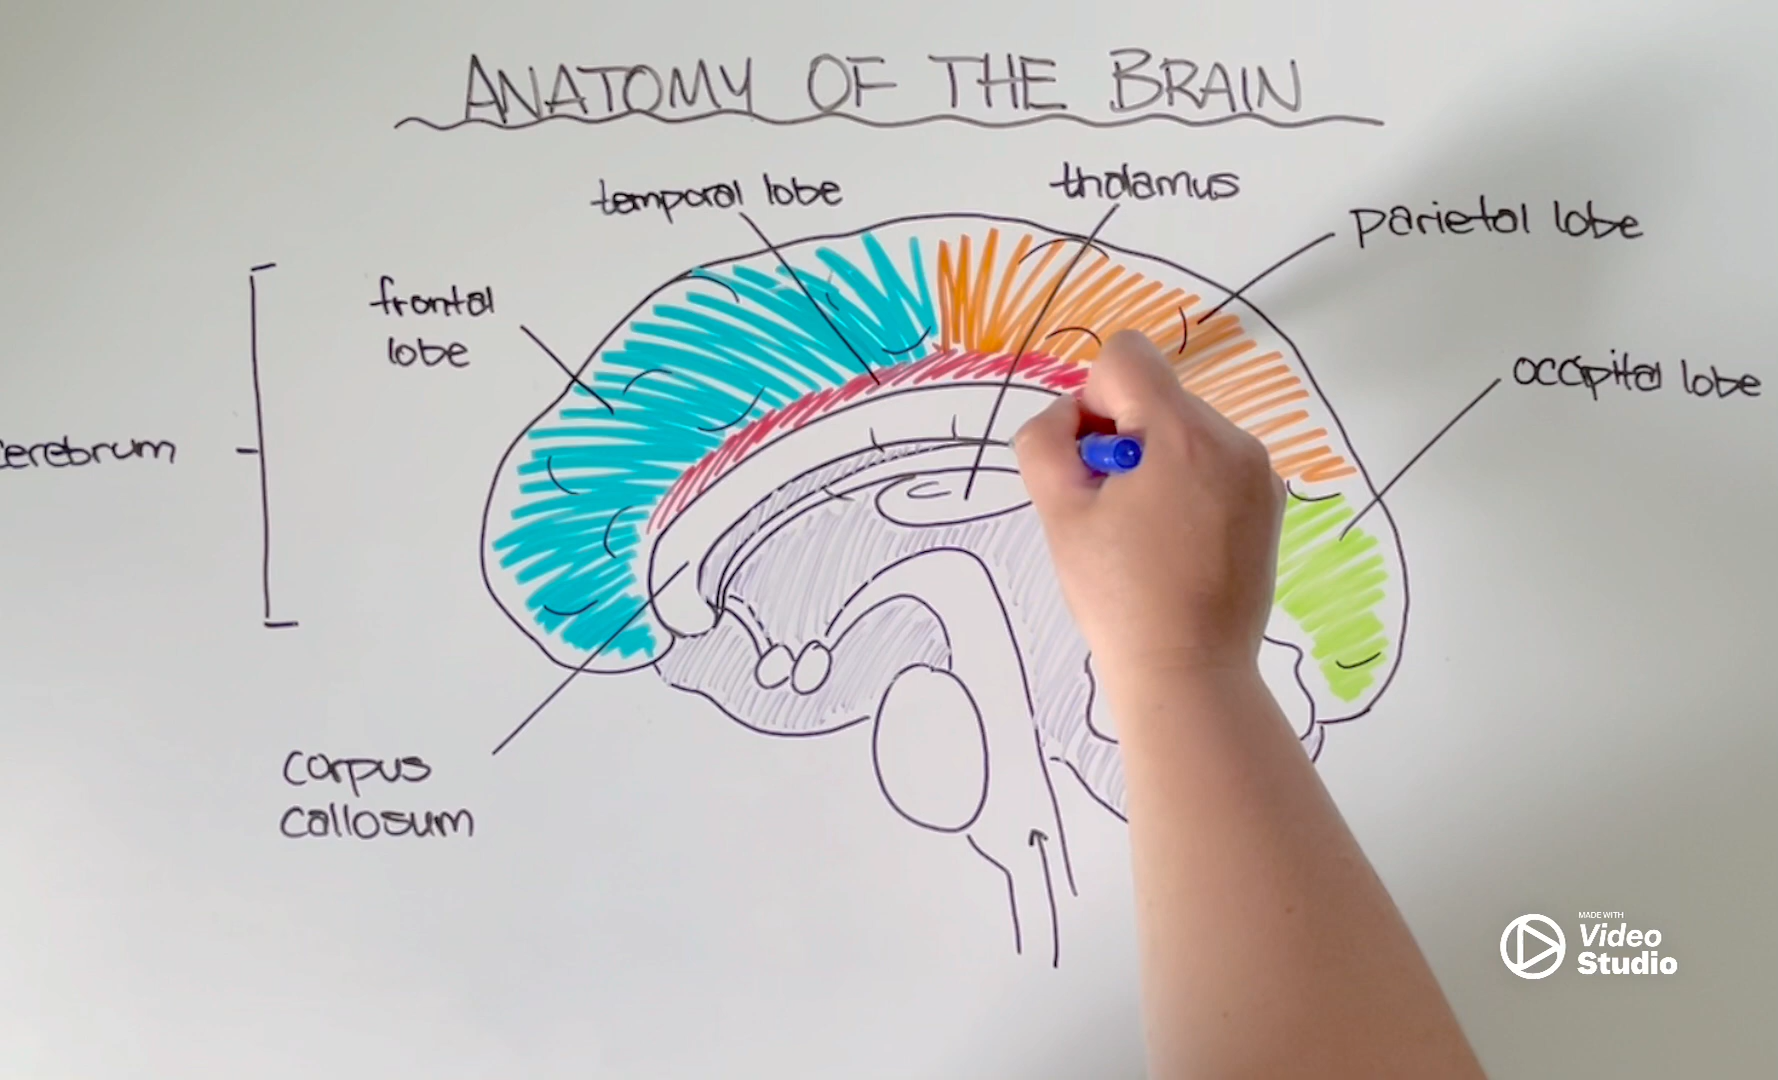 ANATOMY OF THE BRAIN
temporal lobe
thalamus
parietal lobe
frontal
lobe
occipital lobe
cerebrum
corpus
callosum
MADE WITH
Video
Studio